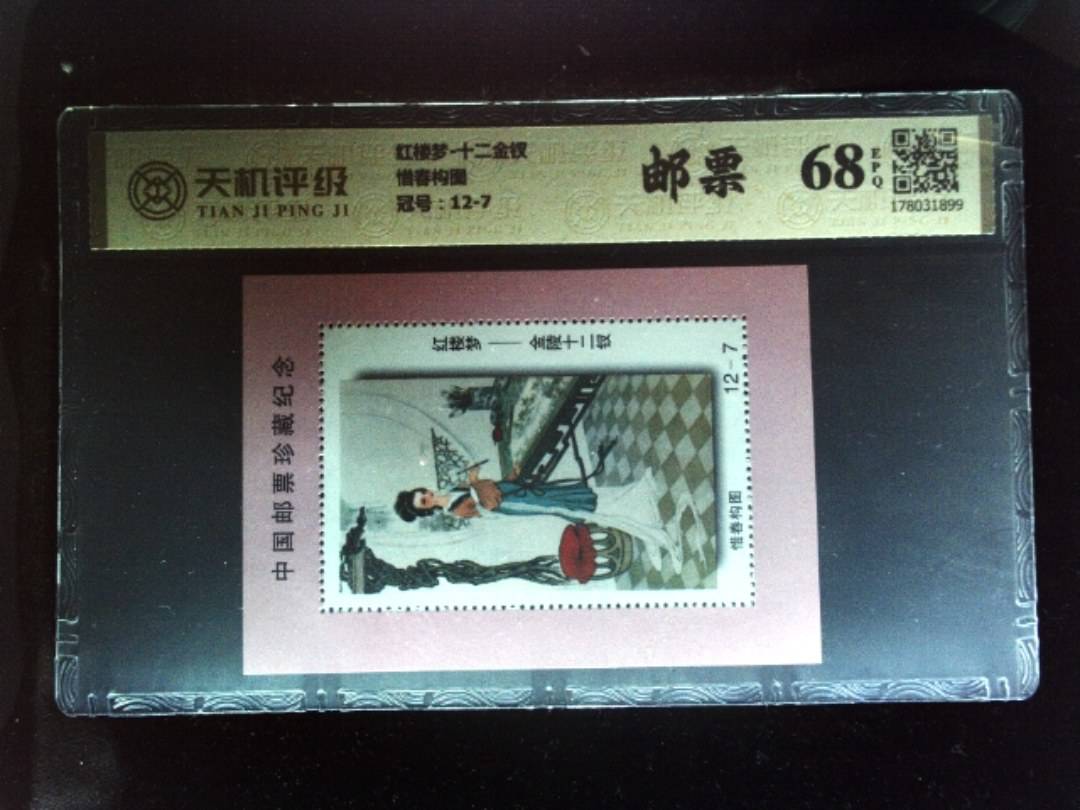 天机评级
TIAN JI PING JI
红楼梦·十二金钗
惜春构图
冠号：12-7
邮票
68
EPQ
178031899
中国邮票珍藏纪念
红楼梦——金陵十二钗
12-7
惜春构图